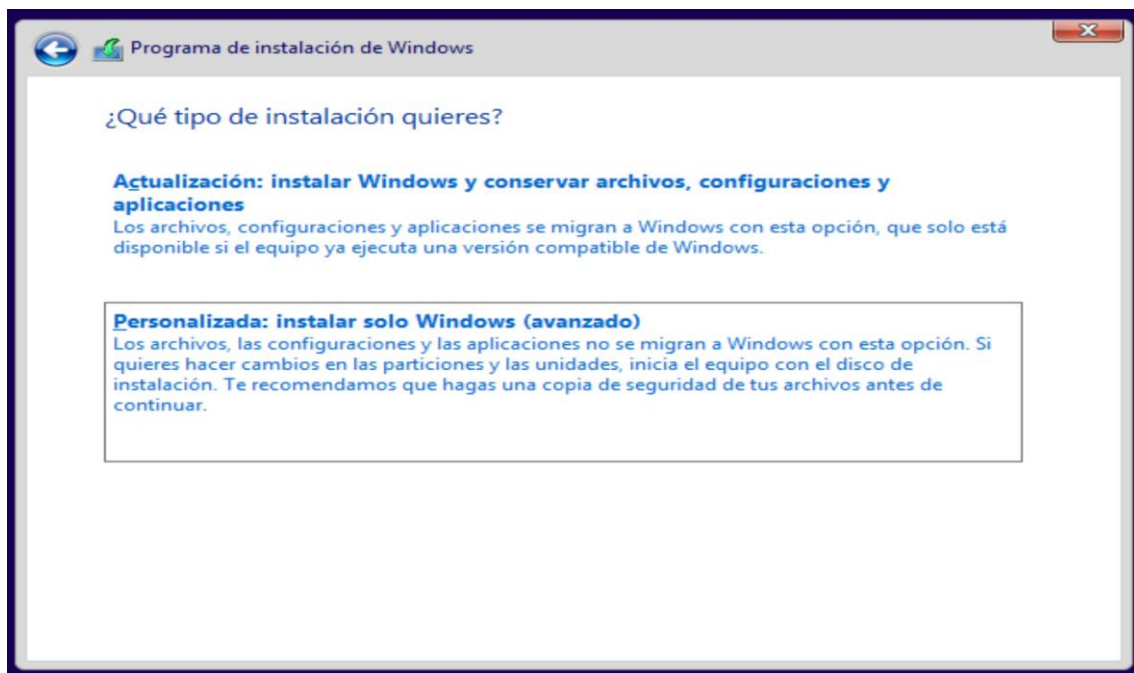 Programa de instalación de Windows
¿Qué tipo de instalación quieres?
Actualización: instalar Windows y conservar archivos, configuraciones y
aplicaciones
Los archivos, configuraciones y aplicaciones se migran a Windows con esta opción, que solo está
disponible si el equipo ya ejecuta una versión compatible de Windows.
Personalizada: instalar solo Windows (avanzado)
Los archivos, las configuraciones y las aplicaciones no se migran a Windows con esta opción. Si
quieres hacer cambios en las particiones y las unidades, inicia el equipo con el disco de
instalación. Te recomendamos que hagas una copia de seguridad de tus archivos antes de
continuar.